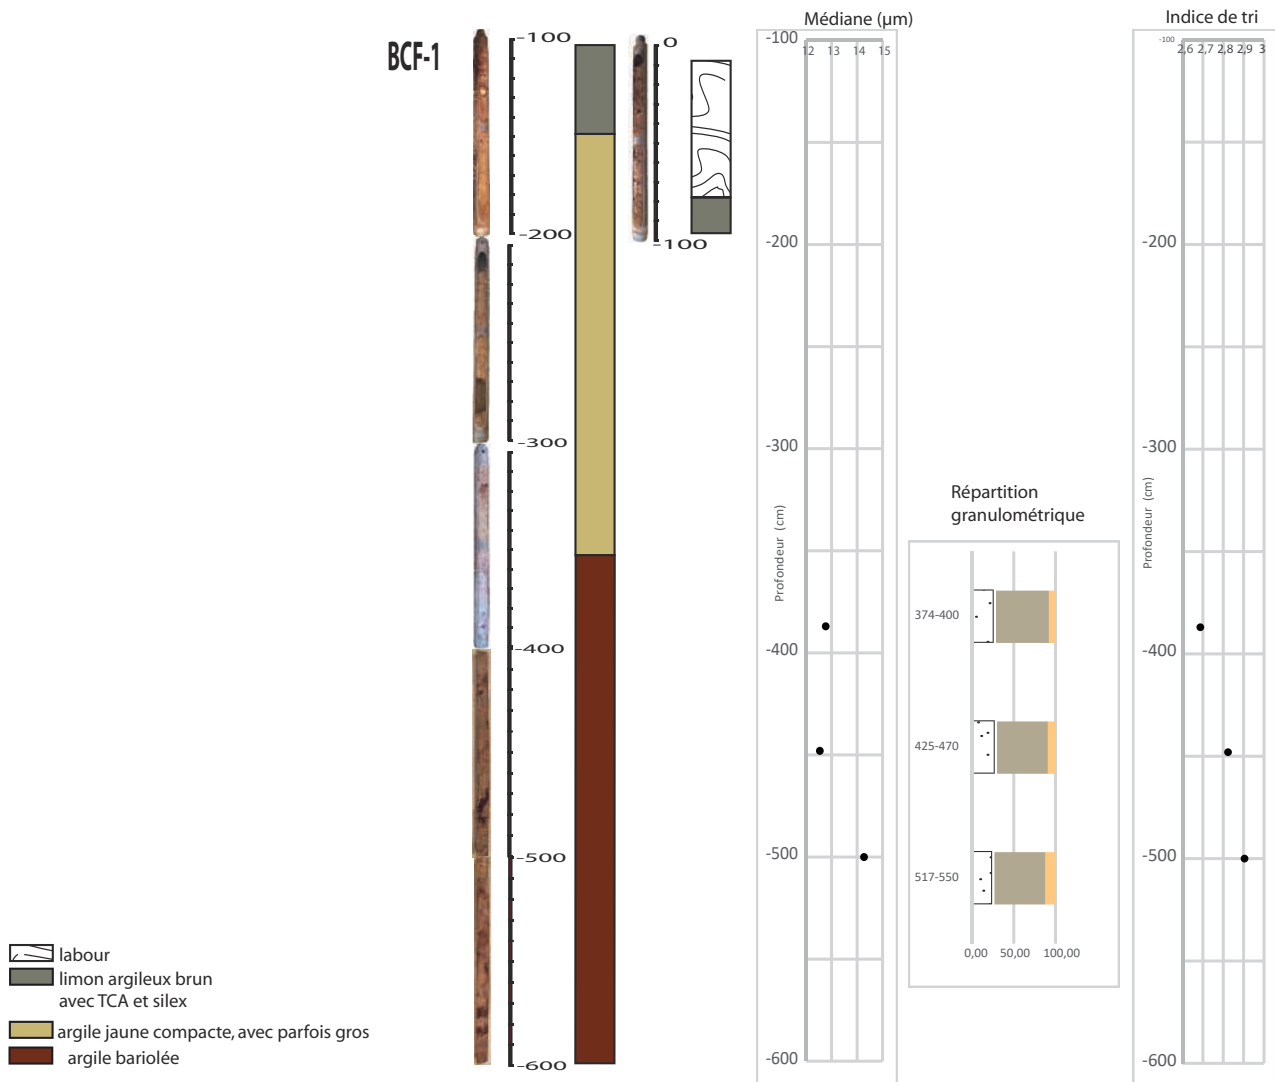 BCF-1
-100
-200
-300
-400
-500
-600
0
-100
Médiane (µm)
12 13 14 15
-100
-200
-300
-400
-500
-600
Profondeur (cm)
Répartition
granulométrique
374-400
425-470
517-550
0,00 50,00 100,00
Indice de tri
2,6 2,7 2,8 2,9 3
-100
-100
-200
-300
-400
-500
-600
Profondeur (cm)
labour
limon argileux brun
avec TCA et silex
argile jaune compacte, avec parfois gros
argile bariolée